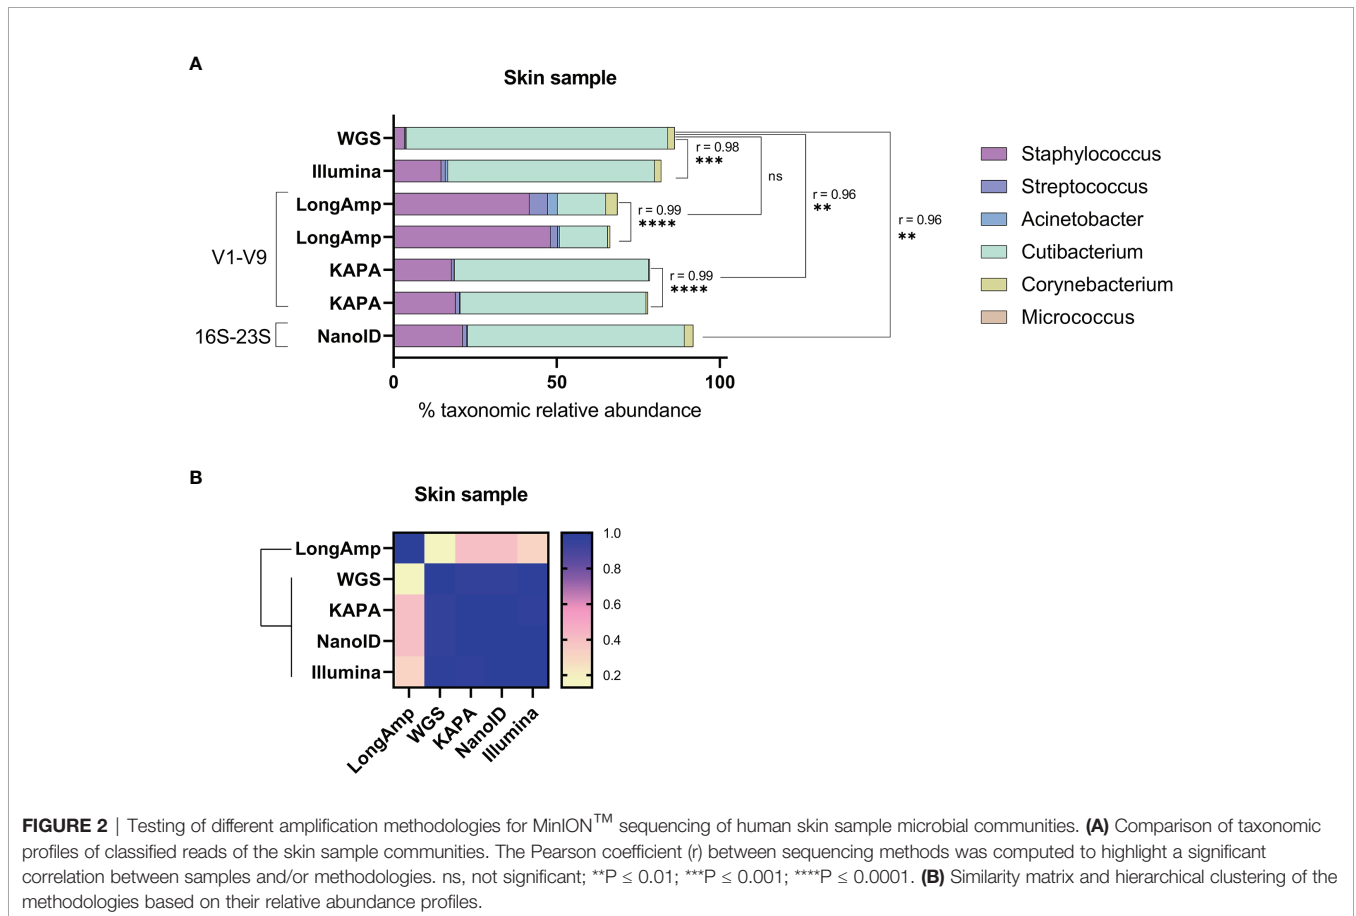 A
Skin sample
WGS
Illumina
LongAmp
LongAmp
KAPA
KAPA
NanoID
V1-V9
16S-23S
r = 0.98
***
ns
r = 0.99
****
r = 0.96
**
r = 0.96
**
r = 0.99
****
0
50
100
% taxonomic relative abundance
Staphylococcus
Streptococcus
Acinetobacter
Cutibacterium
Corynebacterium
Micrococcus
B
Skin sample
LongAmp
WGS
KAPA
NanoID
Illumina
LongAmp
WGS
KAPA
NanoID
Illumina
1.0
0.8
0.6
0.4
0.2
FIGURE 2 | Testing of different amplification methodologies for MinION™ sequencing of human skin sample microbial communities. (A) Comparison of taxonomic
profiles of classified reads of the skin sample communities. The Pearson coefficient (r) between sequencing methods was computed to highlight a significant
correlation between samples and/or methodologies. ns, not significant; **P ≤ 0.01; ***P ≤ 0.001; ****P ≤ 0.0001. (B) Similarity matrix and hierarchical clustering of the
methodologies based on their relative abundance profiles.